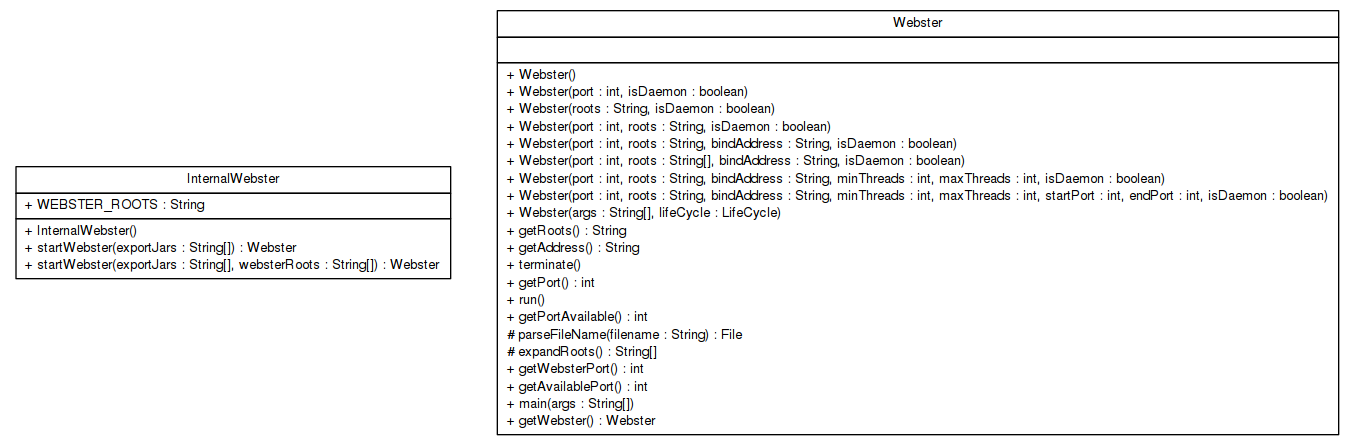 InternalWebster
+ WEBSTER_ROOTS : String
+ InternalWebster()
+ startWebster(exportJars : String[]) : Webster
+ startWebster(exportJars : String[], websterRoots : String[]) : Webster
Webster
+ Webster()
+ Webster(port : int, isDaemon : boolean)
+ Webster(roots : String, isDaemon : boolean)
+ Webster(port : int, roots : String, isDaemon : boolean)
+ Webster(port : int, roots : String, bindAddress : String, isDaemon : boolean)
+ Webster(port : int, roots : String[], bindAddress : String, isDaemon : boolean)
+ Webster(port : int, roots : String, bindAddress : String, minThreads : int, maxThreads : int, isDaemon : boolean)
+ Webster(port : int, roots : String, bindAddress : String, minThreads : int, maxThreads : int, startPort : int, endPort : int, isDaemon : boolean)
+ Webster(args : String[], lifeCycle : LifeCycle)
+ getRoots() : String
+ getAddress() : String
+ terminate()
+ getPort() : int
+ run()
+ getPortAvailable() : int
# parseFileName(filename : String) : File
# expandRoots() : String[]
+ getWebsterPort() : int
+ getAvailablePort() : int
+ main(args : String[])
+ getWebster() : Webster